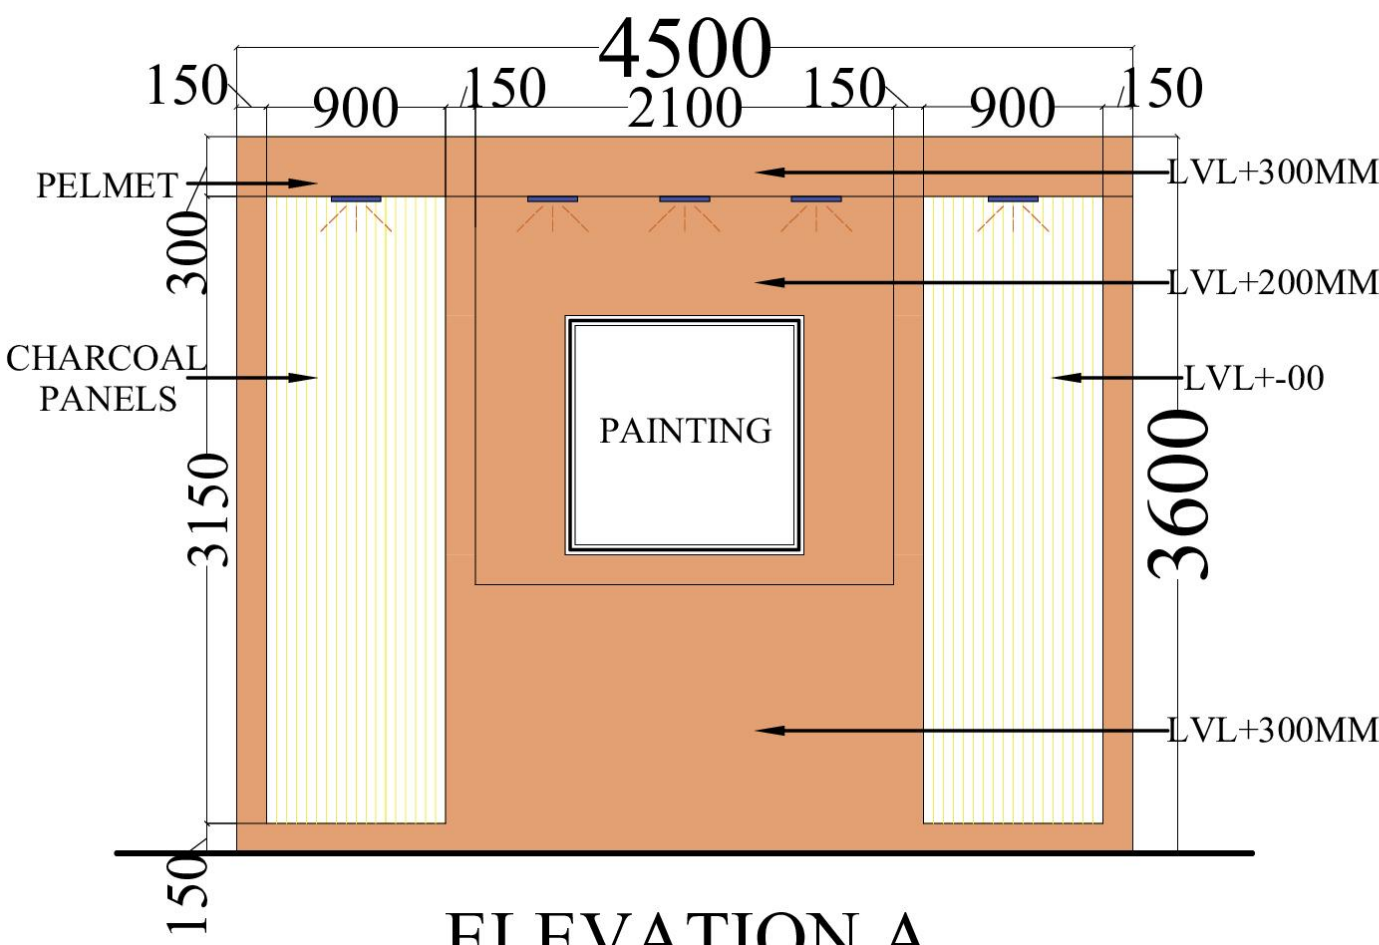 4500
150
900
150
2100
150
900
150
PELMET
LVL+300MM
300
LVL+200MM
CHARCOAL
PANELS
LVL+-00
PAINTING
3150
3600
LVL+300MM
150
ELEVATION A